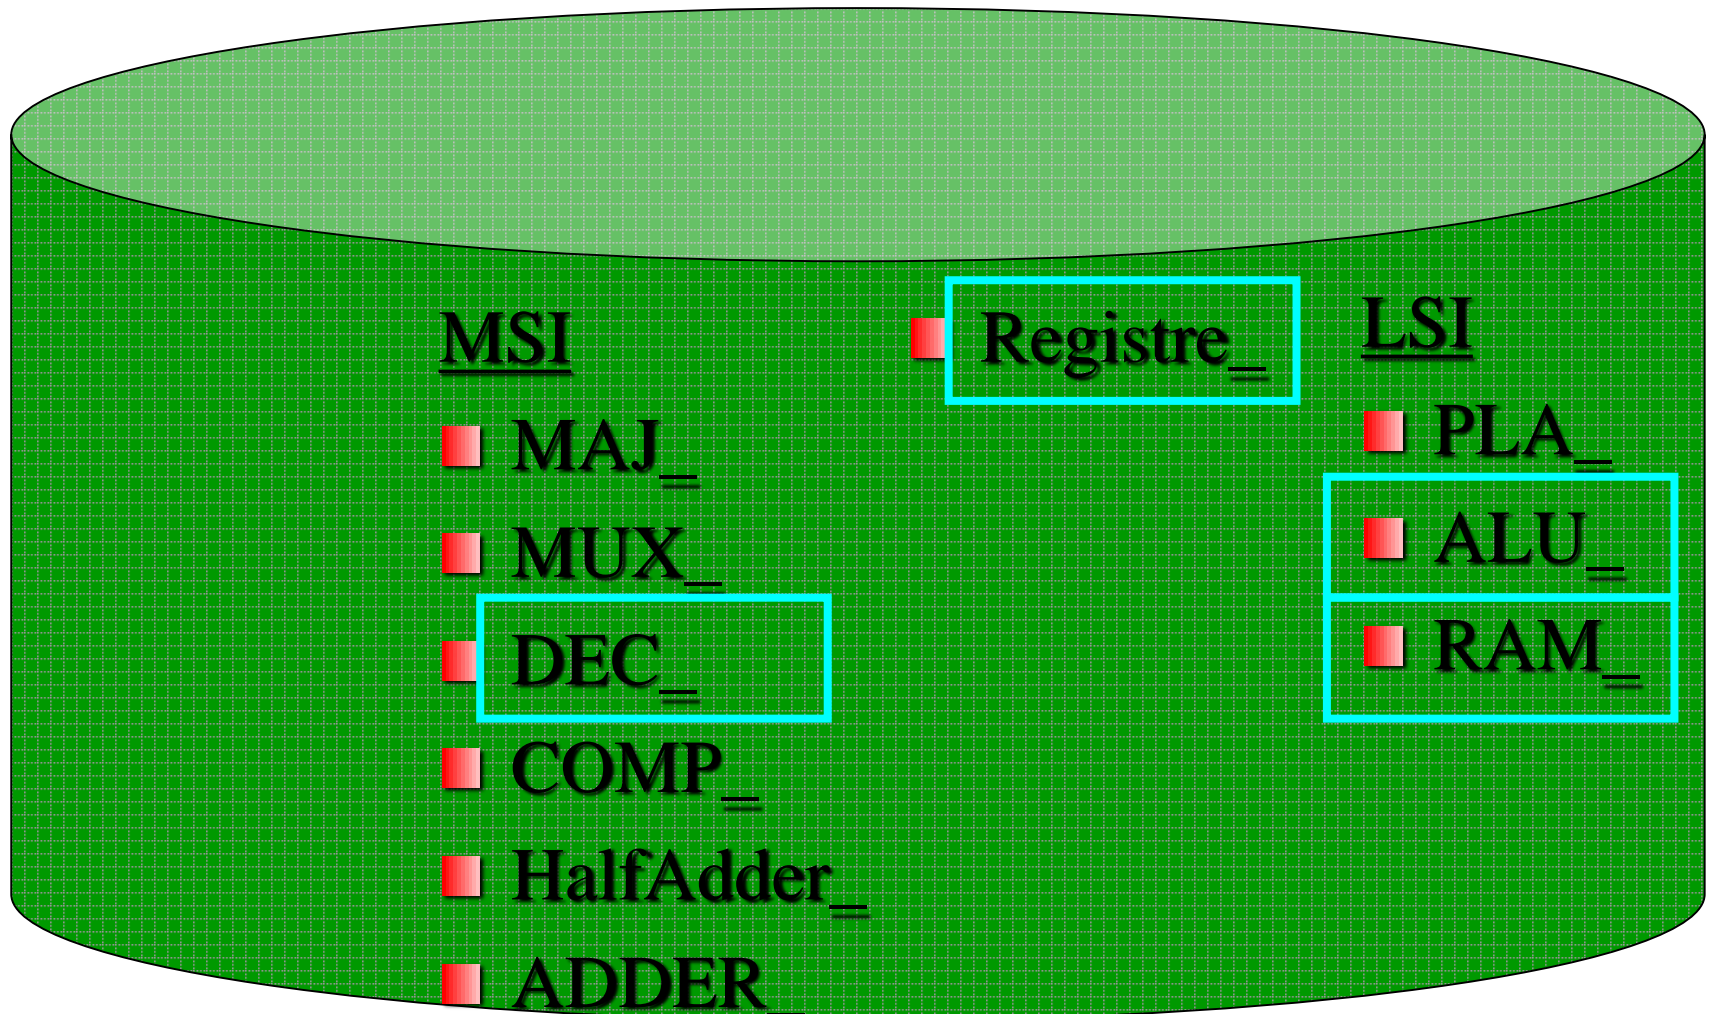 MSI
MAJ_
MUX_
DEC_
COMP_
HalfAdder_
ADDER_
Registre_
LSI
PLA_
ALU_
RAM_